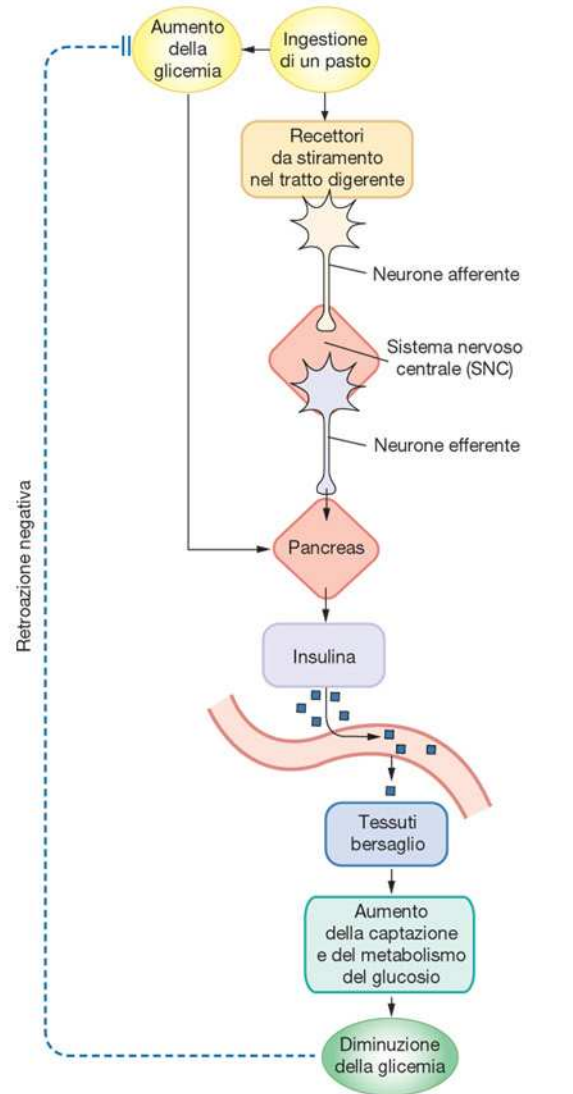 Aumento
della
glicemia
Ingestione
di un pasto
Recettori
da stiramento
nel tratto digerente
Neurone afferente
Sistema nervoso
centrale (SNC)
Neurone efferente
Retroazione negativa
Pancreas
Insulina
Tessuti
bersaglio
Aumento
della captazione
e del metabolismo
del glucosio
Diminuzione
della glicemia